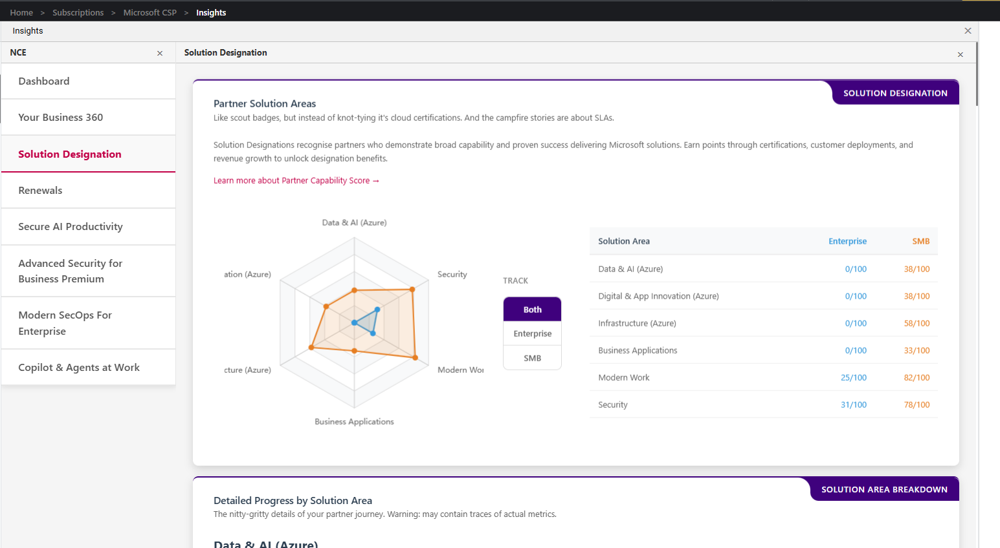 Home > Subscriptions > Microsoft CSP > Insights
Insights
NCE
Solution Designation
Dashboard
Your Business 360
Solution Designation
Renewals
Secure AI Productivity
Advanced Security for
Business Premium
Modern SecOps For
Enterprise
Copilot & Agents at Work
SOLUTION DESIGNATION
Partner Solution Areas
Like scout badges, but instead of knot-tying it's cloud certifications. And the campfire stories are about SLAs.
Solution Designations recognise partners who demonstrate broad capability and proven success delivering Microsoft solutions. Earn points through certifications, customer deployments, and
revenue growth to unlock designation benefits.
Learn more about Partner Capability Score →
Data & AI (Azure)
ation (Azure)
Security
cture (Azure)
Modern Wor
Business Applications
TRACK
Both
Enterprise
SMB
Solution Area Enterprise SMB
Data & AI (Azure) 0/100 38/100
Digital & App Innovation (Azure) 0/100 38/100
Infrastructure (Azure) 0/100 58/100
Business Applications 0/100 33/100
Modern Work 25/100 82/100
Security 31/100 78/100
SOLUTION AREA BREAKDOWN
Detailed Progress by Solution Area
The nitty-gritty details of your partner journey. Warning: may contain traces of actual metrics.
Data & AI (Azure)